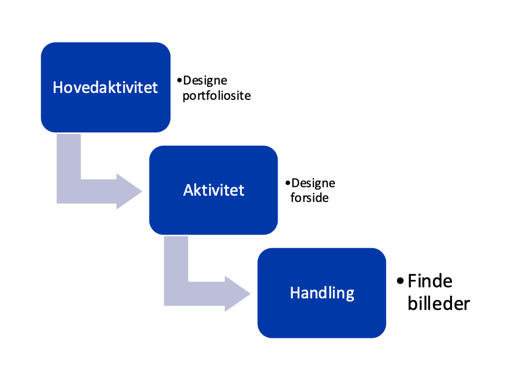 Hovedaktivitet
•Designe
portfoliosite
Aktivitet
•Designe
forside
Handling
•Finde
billeder